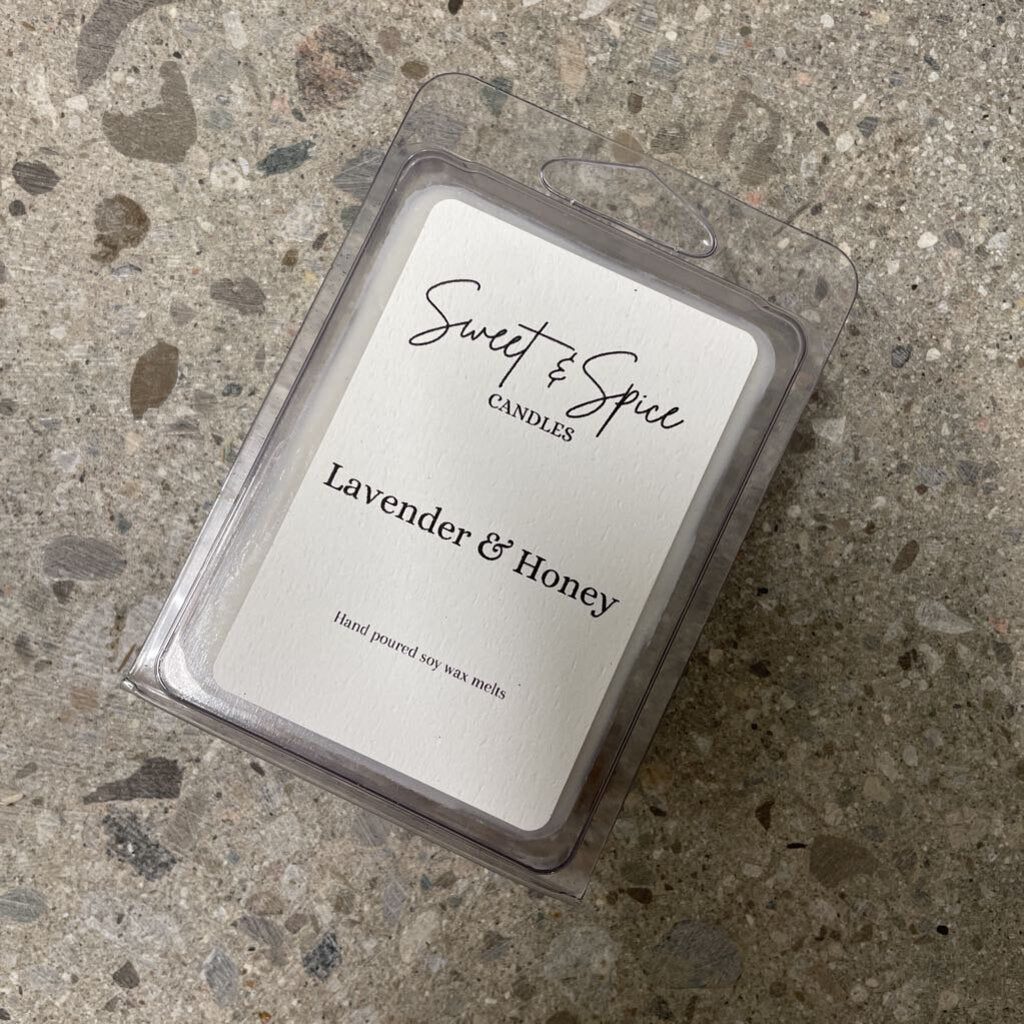 Sweet & Spice
CANDLES
Lavender & Honey
Hand poured soy wax melts